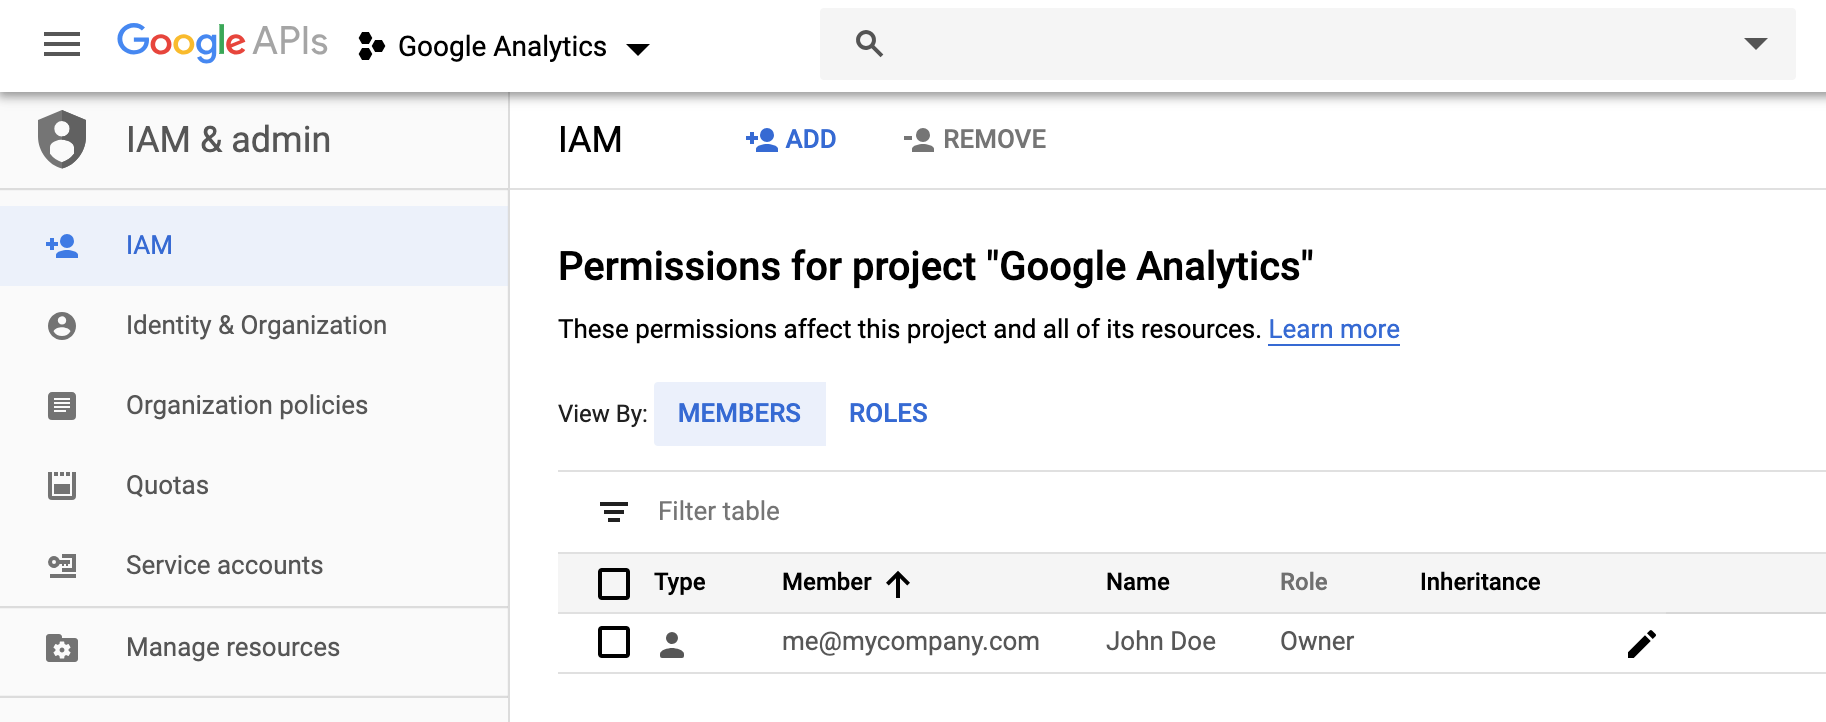 Google APIs Google Analytics
IAM & admin
IAM
Identity & Organization
Organization policies
Quotas
Service accounts
Manage resources
IAM ADD REMOVE
Permissions for project "Google Analytics"
These permissions affect this project and all of its resources. Learn more
View By: MEMBERS ROLES
Filter table
Type Member Name Role Inheritance
me@mycompany.com John Doe Owner